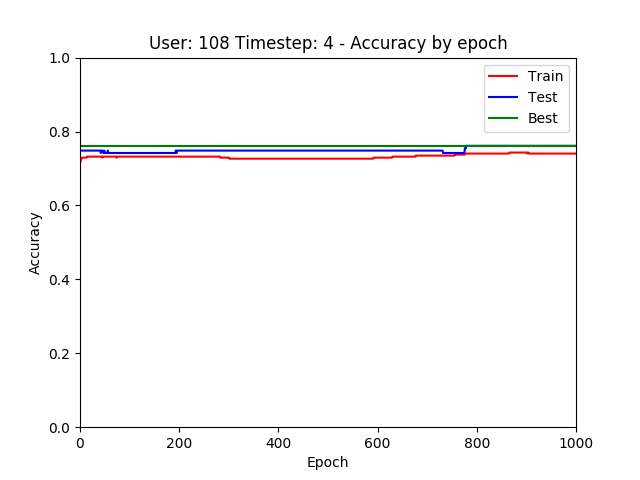 User: 108 Timestep: 4 - Accuracy by epoch
1.0
0.8
0.6
0.4
0.2
0.0
Accuracy
Train
Test
Best
0 200 400 600 800 1000
Epoch